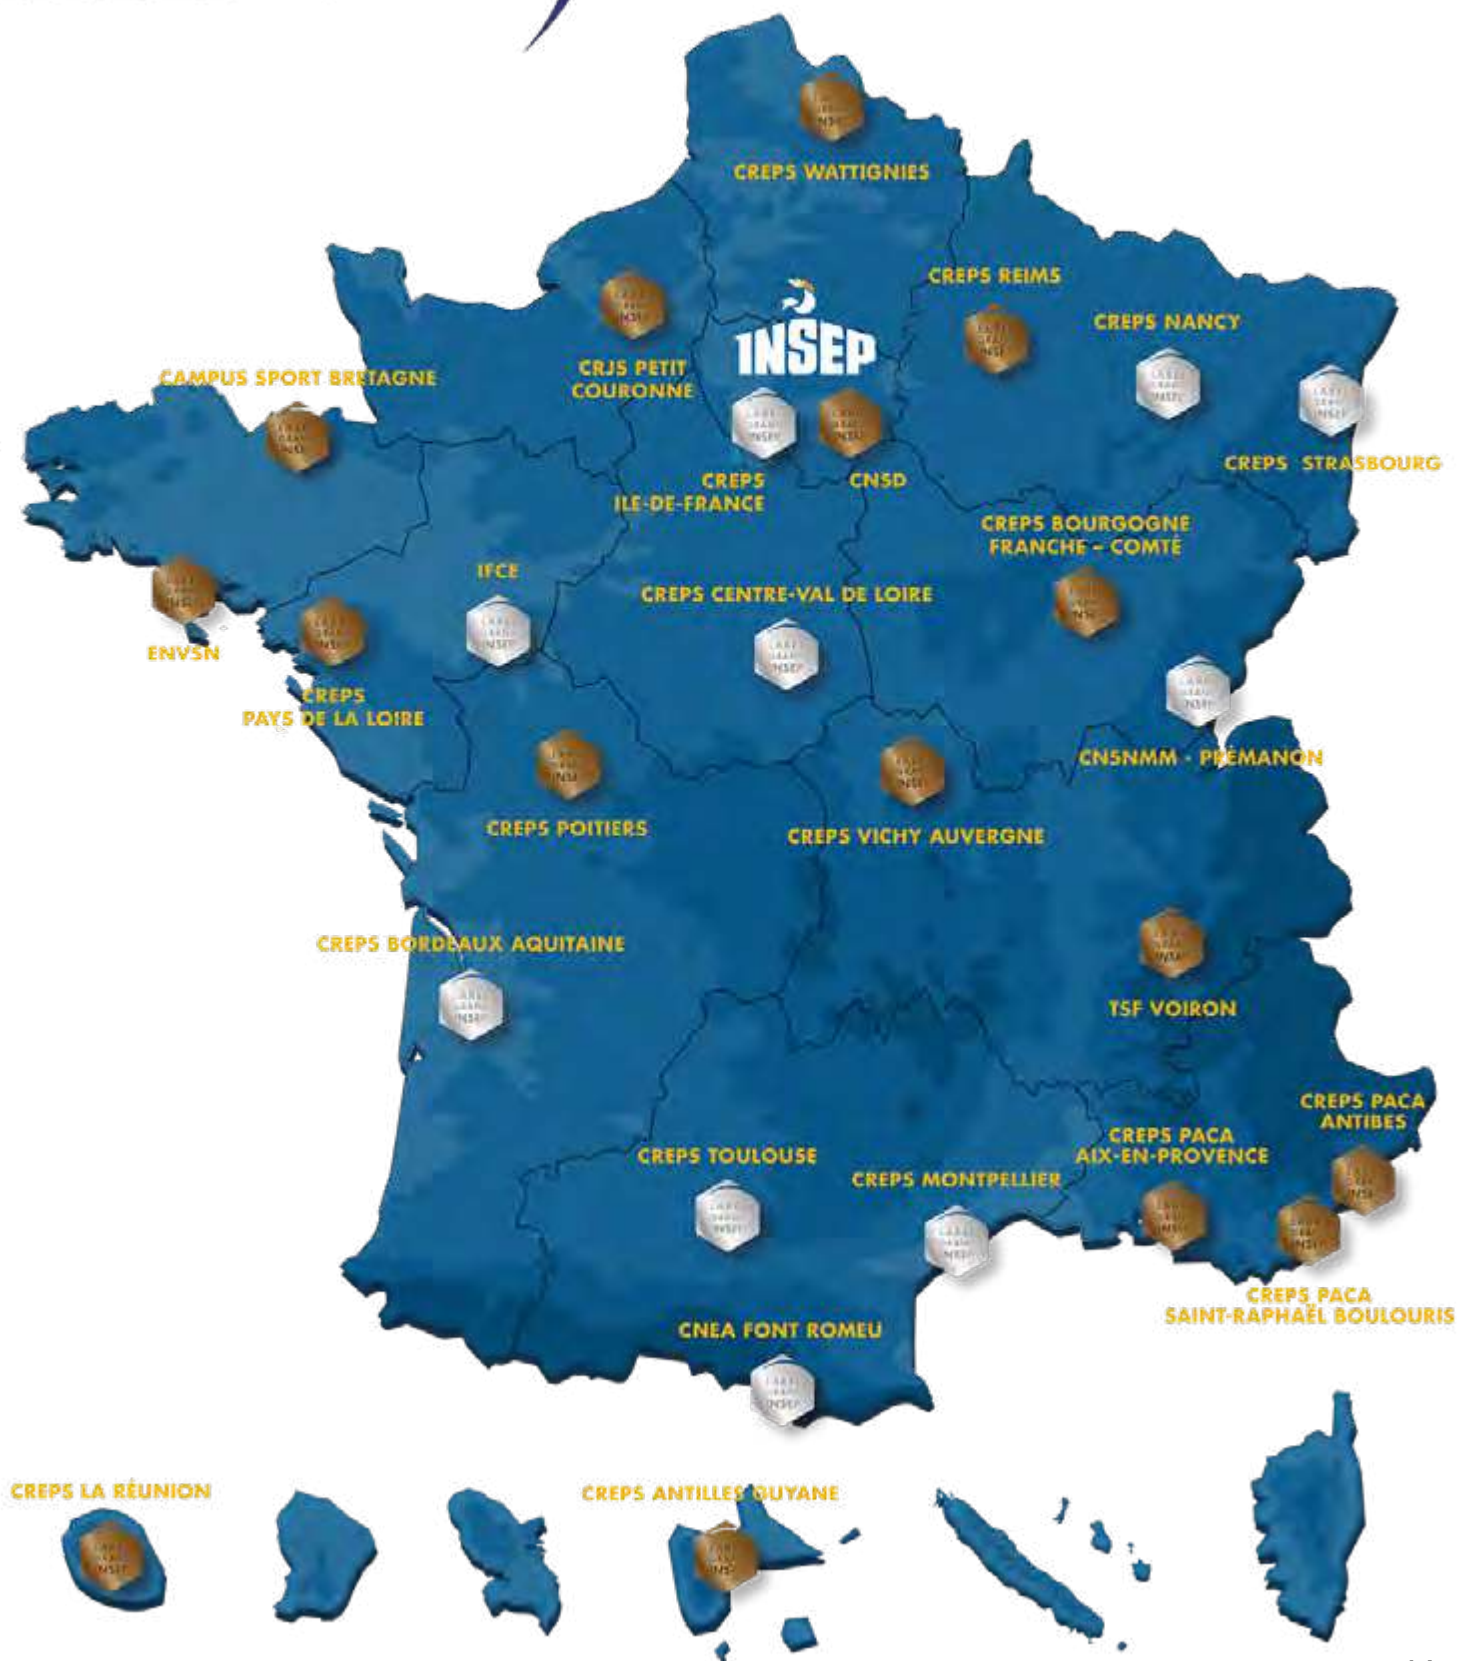 CREPS WATTIGNIES
CREPS REIMS
CREPS NANCY
INSEP
CRJS PETIT
COURONNE
CAMPUS SPORT BRETAGNE
CREPS STRASBOURG
CREPS
ILE-DE-FRANCE
CNSD
CREPS BOURGOGNE
FRANCHE – COMTÉ
IFCE
CREPS CENTRE-VAL DE LOIRE
ENVSN
CREPS
PAYS DE LA LOIRE
CNSNMM - PRÉMANON
CREPS POITIERS
CREPS VICHY AUVERGNE
CREPS BORDEAUX AQUITAINE
TSF VOIRON
CREPS PACA
ANTIBES
CREPS PACA
AIX-EN-PROVENCE
CREPS TOULOUSE
CREPS MONTPELLIER
CREPS PACA
SAINT-RAPHAËL BOULOURIS
CNEA FONT ROMEU
CREPS LA RÉUNION
CREPS ANTILLES GUYANE